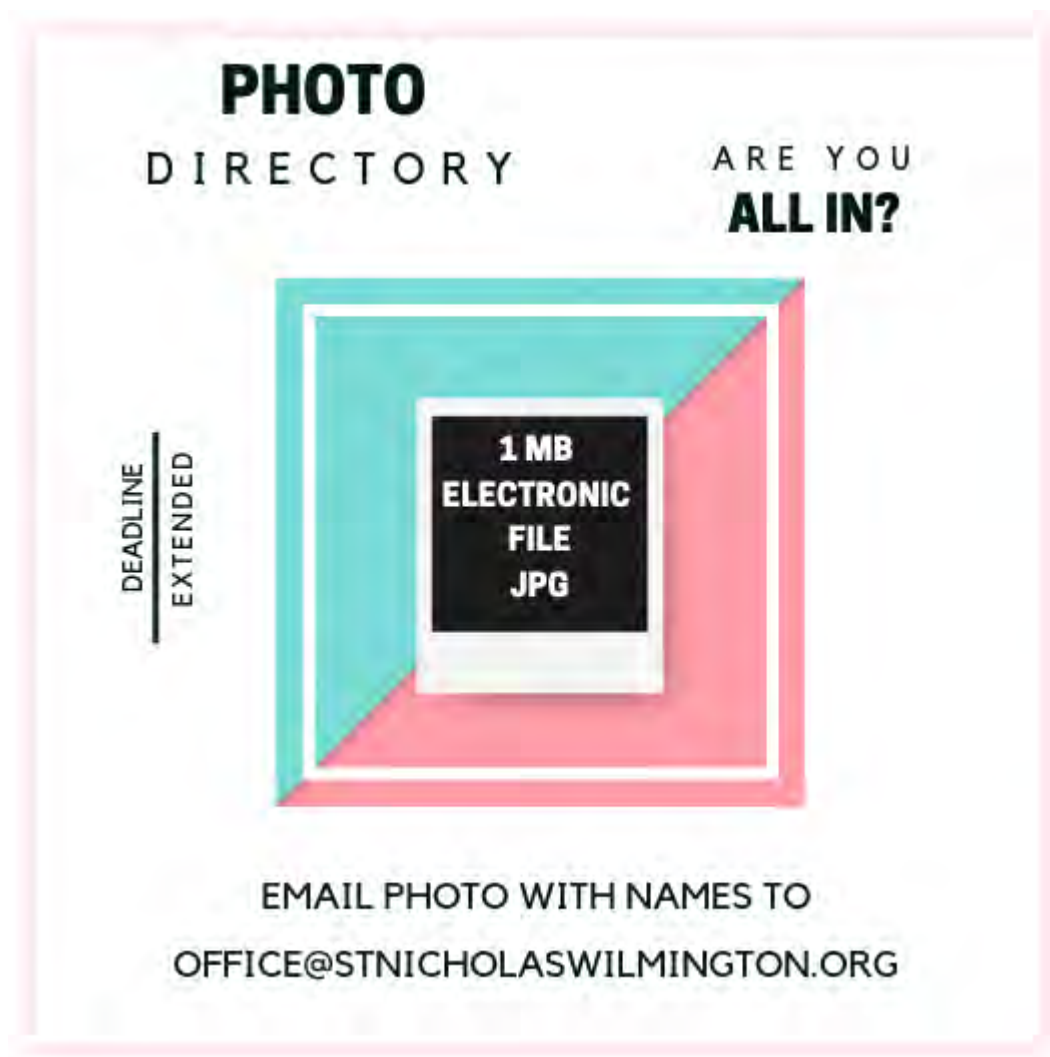 PHOTO
DIRECTORY
ARE YOU
ALL IN?
DEADLINE
EXTENDED
1 MB
ELECTRONIC
FILE
JPG
EMAIL PHOTO WITH NAMES TO
OFFICE@STNICHOLASWILMINGTON.ORG